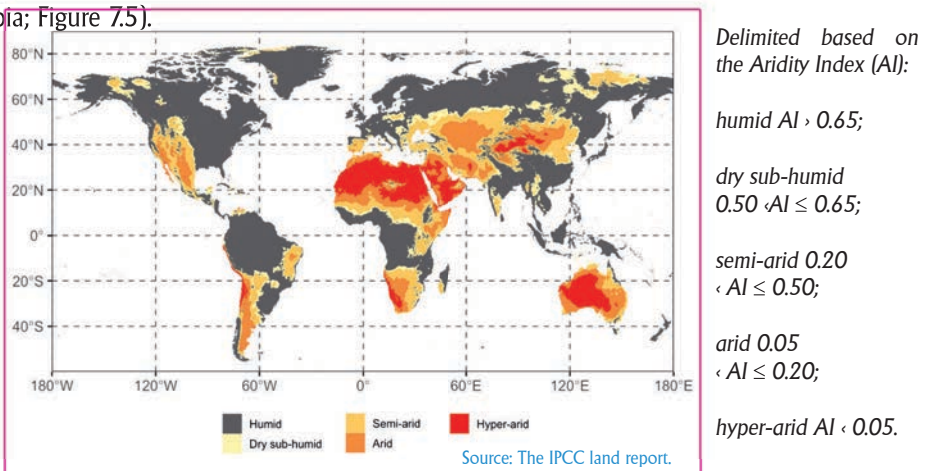 bia; Figure 7.5).
80°N
60°N
40°N
20°N
0°
20°S
40°S
180°W 120°W 60°W 0° 60°E 120°E 180°E
Humid Semi-arid Hyper-arid
Dry sub-humid Arid
Source: The IPCC land report.
Delimited based on
the Aridity Index (AI):
humid AI › 0.65;
dry sub-humid
0.50 ‹AI ≤ 0.65;
semi-arid 0.20
‹ AI ≤ 0.50;
arid 0.05
‹ AI ≤ 0.20;
hyper-arid AI ‹ 0.05.